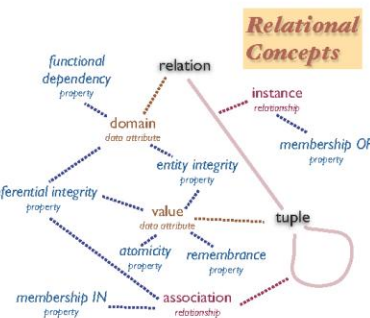 Relational
Concepts
functional
dependency
property
relation
instance
relationship
domain
data attribute
membership OF
property
entity integrity
property
ferential integrity
property
value
data attribute
tuple
atomicity
property
remembrance
property
membership IN
property
association
relationship